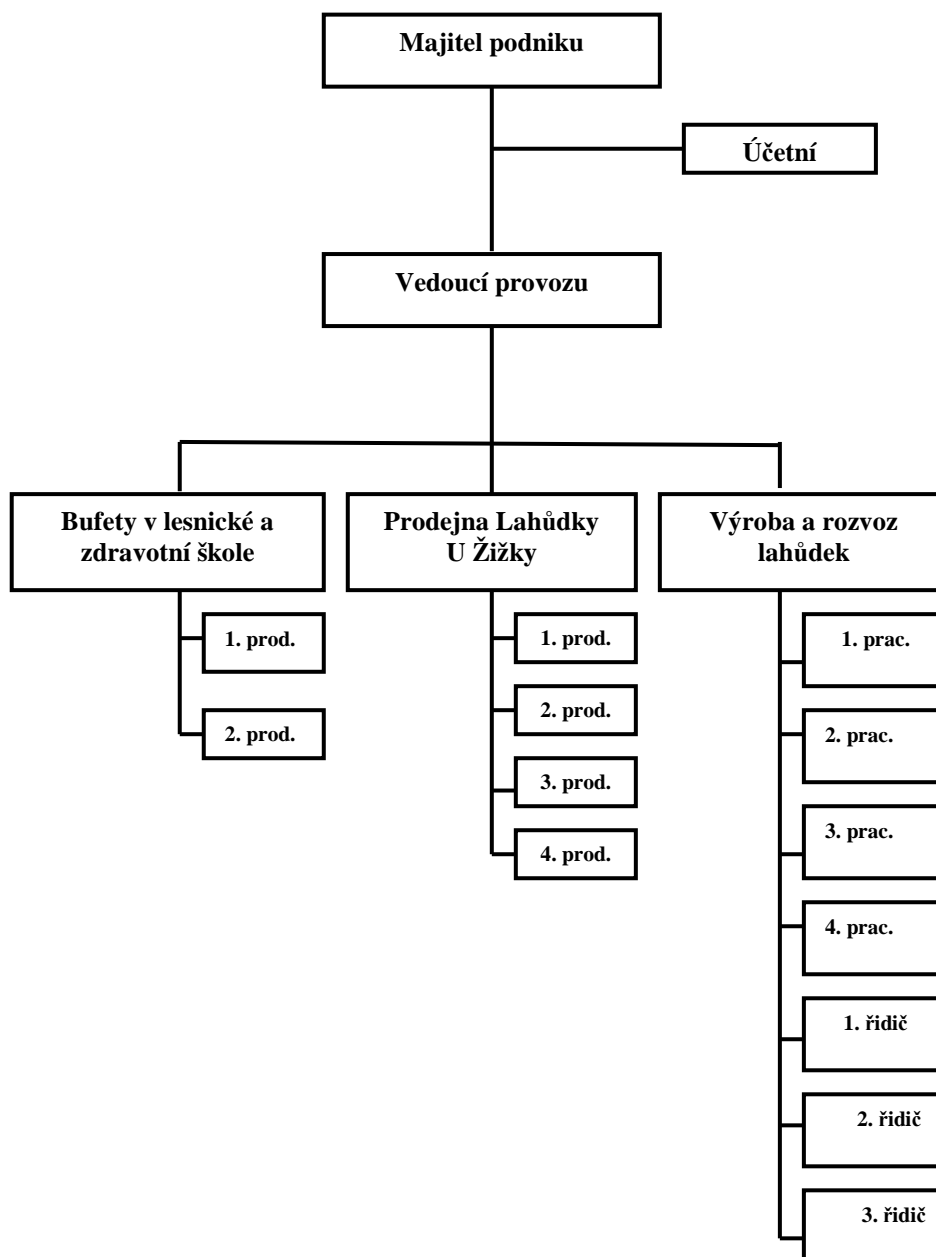 Majitel podniku
Účetní
Vedoucí provozu
Bufety v lesnické a
zdravotní škole
1. prod.
2. prod.
Prodejna Lahůdky
U Žižky
1. prod.
2. prod.
3. prod.
4. prod.
Výroba a rozvoz
lahůdek
1. prac.
2. prac.
3. prac.
4. prac.
1. řidič
2. řidič
3. řidič